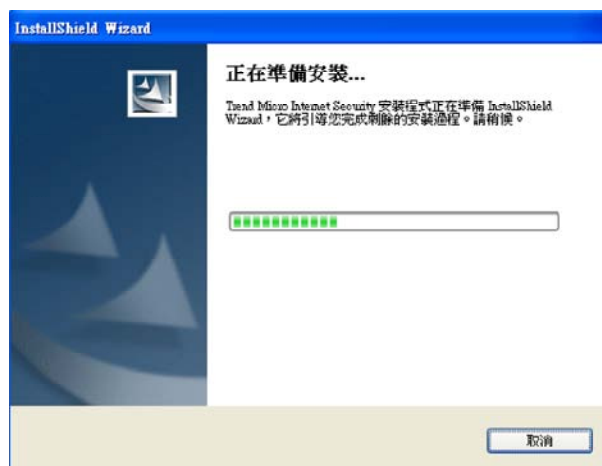 InstallShield Wizard
正在準備安裝...
Trend Micro Internet Security 安裝程式正在準備 InstallShield
Wizard，它將引導您完成剩餘的安裝過程。請稍候。
取消